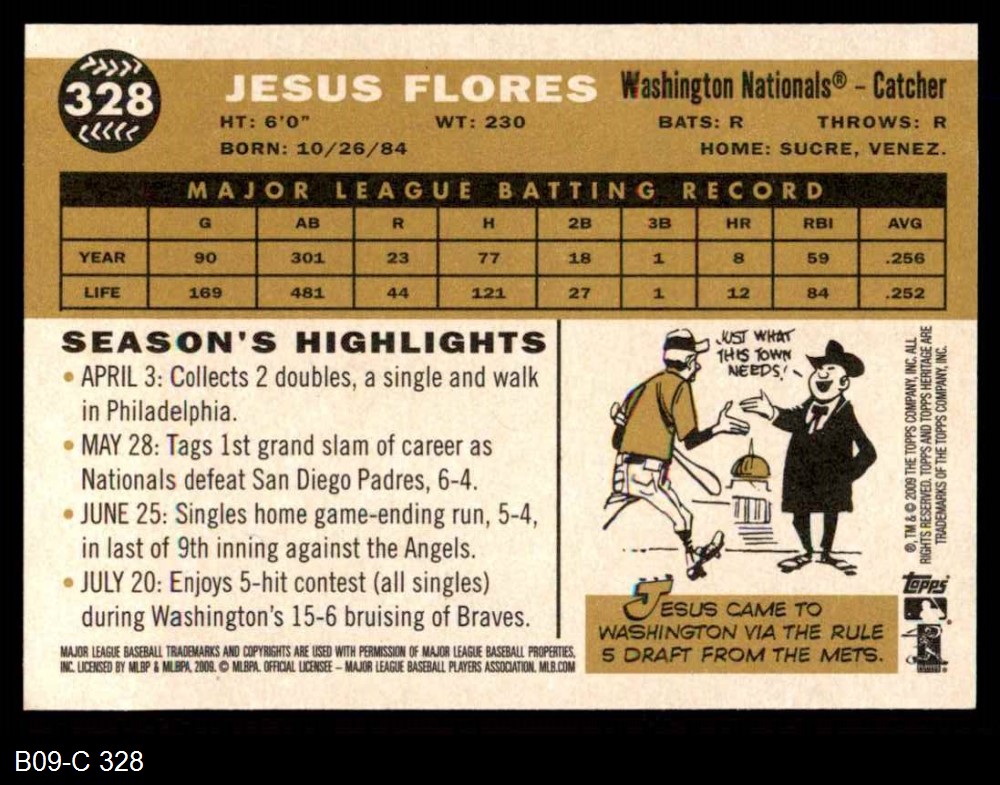 328
JESUS FLORES
Washington Nationals® – Catcher
HT: 6'0" WT: 230 BATS: R THROWS: R
BORN: 10/26/84 HOME: SUCRE, VENEZ.
MAJOR LEAGUE BATTING RECORD
G AB R H 2B 3B HR RBI AVG
YEAR 90 301 23 77 18 1 8 59 .256
LIFE 169 481 44 121 27 1 12 84 .252
SEASON'S HIGHLIGHTS
• APRIL 3: Collects 2 doubles, a single and walk
in Philadelphia.
• MAY 28: Tags 1st grand slam of career as
Nationals defeat San Diego Padres, 6-4.
• JUNE 25: Singles home game-ending run, 5-4,
in last of 9th inning against the Angels.
• JULY 20: Enjoys 5-hit contest (all singles)
during Washington's 15-6 bruising of Braves.
MAJOR LEAGUE BASEBALL TRADEMARKS AND COPYRIGHTS ARE USED WITH PERMISSION OF MAJOR LEAGUE BASEBALL PROPERTIES,
INC. LICENSED BY MLBP & MLBPA, 2009. © MLBPA. OFFICIAL LICENSEE – MAJOR LEAGUE BASEBALL PLAYERS ASSOCIATION. MLB.COM
JUST WHAT
THIS TOWN
NEEDS!
JESUS CAME TO
WASHINGTON VIA THE RULE
5 DRAFT FROM THE METS.
®, TM & © 2009 THE TOPPS COMPANY, INC. ALL
RIGHTS RESERVED. TOPPS AND TOPPS HERITAGE ARE
TRADEMARKS OF THE TOPPS COMPANY, INC.
topps
B09-C 328